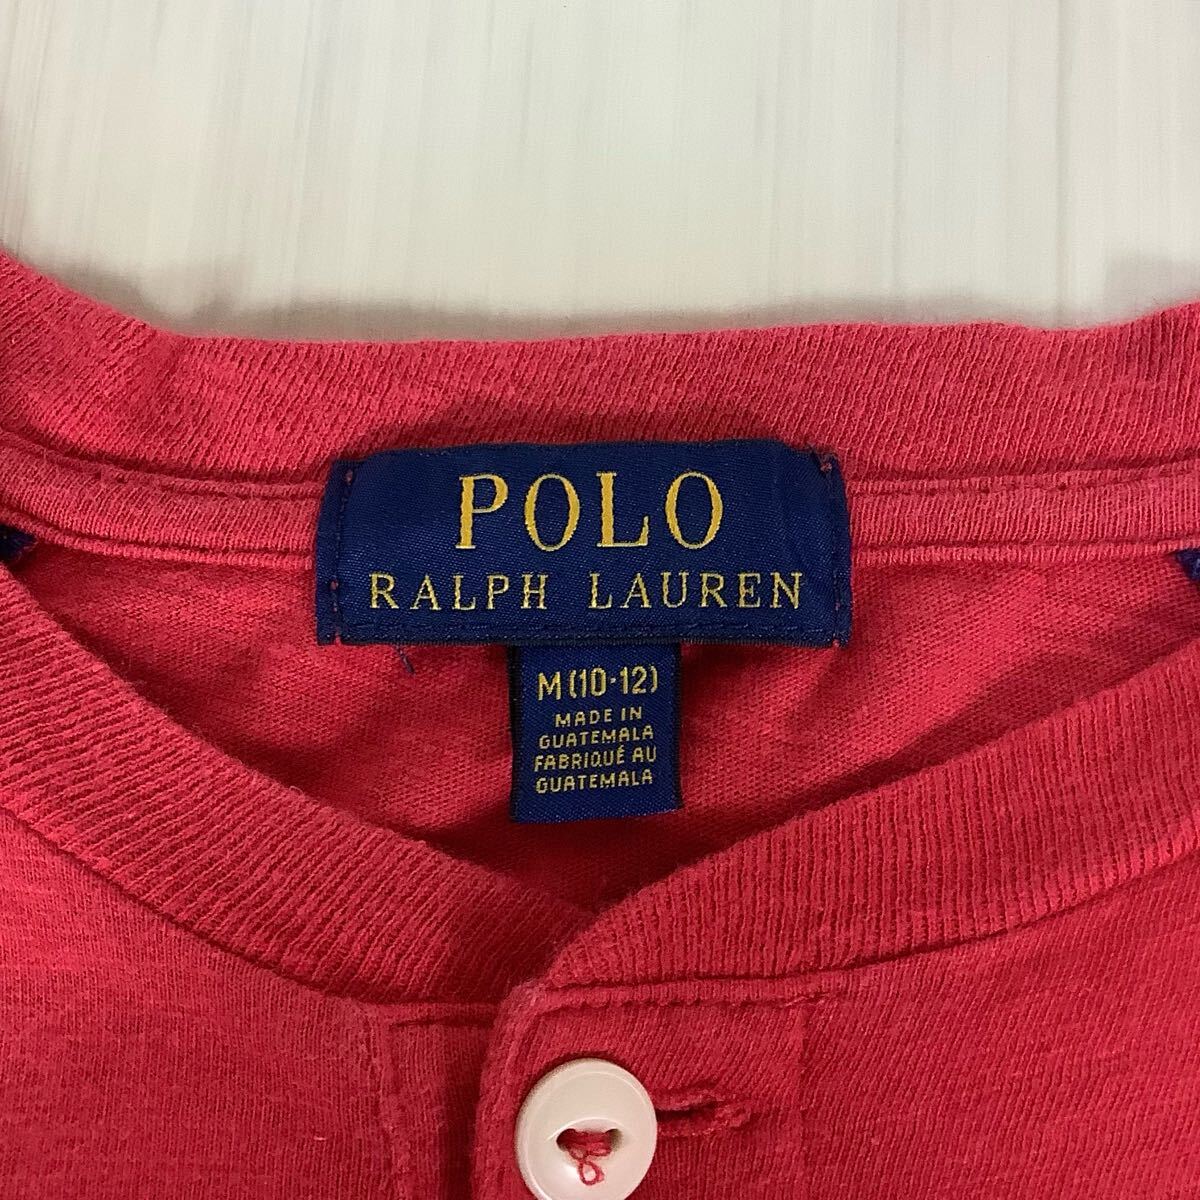 POLO
RALPH LAUREN
M(10·12)
MADE IN
GUATEMALA
FABRIQUÉ AU
GUATEMALA